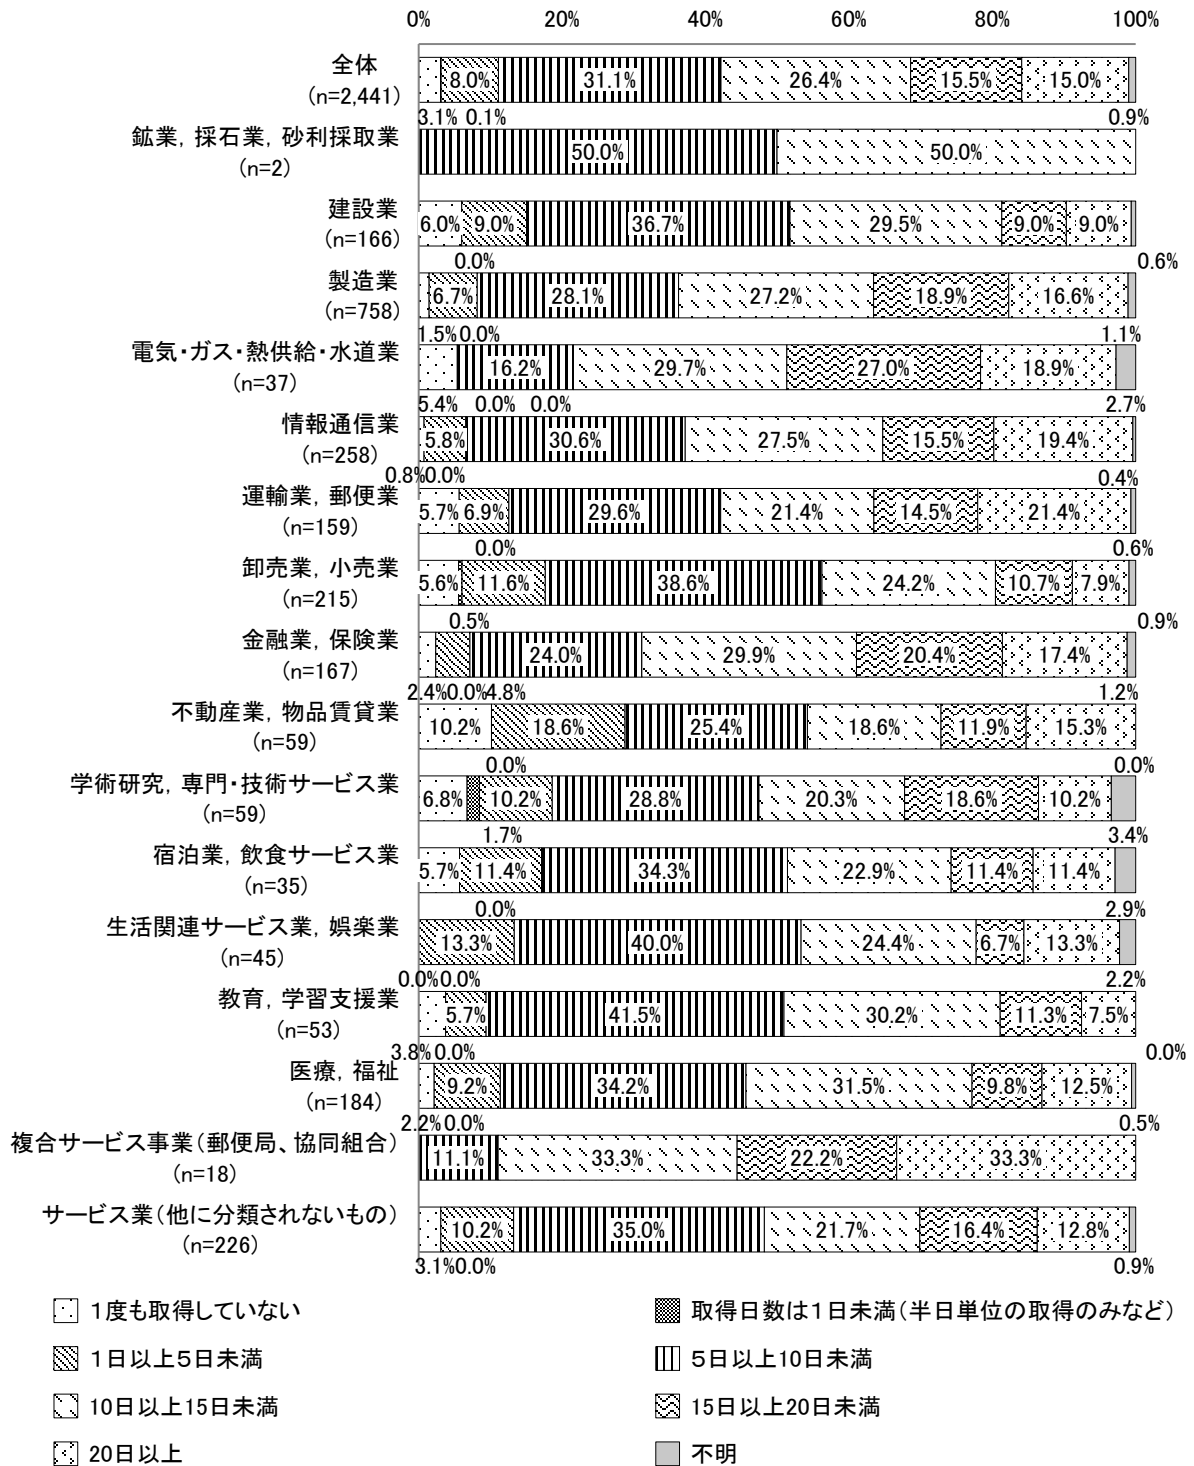 0% 20% 40% 60% 80% 100%
全体
(n=2,441)
8.0% 31.1% 26.4% 15.5% 15.0%
3.1% 0.1% 0.9%
鉱業，採石業，砂利採取業
(n=2)
50.0% 50.0%
建設業
(n=166)
6.0% 9.0% 36.7% 29.5% 9.0% 9.0%
0.0% 0.6%
製造業
(n=758)
6.7% 28.1% 27.2% 18.9% 16.6%
1.5% 0.0% 1.1%
電気・ガス・熱供給・水道業
(n=37)
16.2% 29.7% 27.0% 18.9%
5.4% 0.0% 0.0% 2.7%
情報通信業
(n=258)
5.8% 30.6% 27.5% 15.5% 19.4%
0.8% 0.0% 0.4%
運輸業，郵便業
(n=159)
5.7% 6.9% 29.6% 21.4% 14.5% 21.4%
0.0% 0.6%
卸売業，小売業
(n=215)
5.6% 11.6% 38.6% 24.2% 10.7% 7.9%
0.5% 0.9%
金融業，保険業
(n=167)
24.0% 29.9% 20.4% 17.4%
2.4% 0.0% 4.8% 1.2%
不動産業，物品賃貸業
(n=59)
10.2% 18.6% 25.4% 18.6% 11.9% 15.3%
0.0% 0.0%
学術研究，専門・技術サービス業
(n=59)
6.8% 10.2% 28.8% 20.3% 18.6% 10.2%
1.7% 3.4%
宿泊業，飲食サービス業
(n=35)
5.7% 11.4% 34.3% 22.9% 11.4% 11.4%
0.0% 2.9%
生活関連サービス業，娯楽業
(n=45)
13.3% 40.0% 24.4% 6.7% 13.3%
0.0% 0.0% 2.2%
教育，学習支援業
(n=53)
5.7% 41.5% 30.2% 11.3% 7.5%
3.8% 0.0% 0.0%
医療，福祉
(n=184)
9.2% 34.2% 31.5% 9.8% 12.5%
2.2% 0.0% 0.5%
複合サービス事業（郵便局、協同組合）
(n=18)
11.1% 33.3% 22.2% 33.3%
サービス業（他に分類されないもの）
(n=226)
10.2% 35.0% 21.7% 16.4% 12.8%
3.1% 0.0% 0.9%
１度も取得していない
取得日数は１日未満（半日単位の取得のみなど）
１日以上５日未満
５日以上10日未満
10日以上15日未満
15日以上20日未満
20日以上
不明